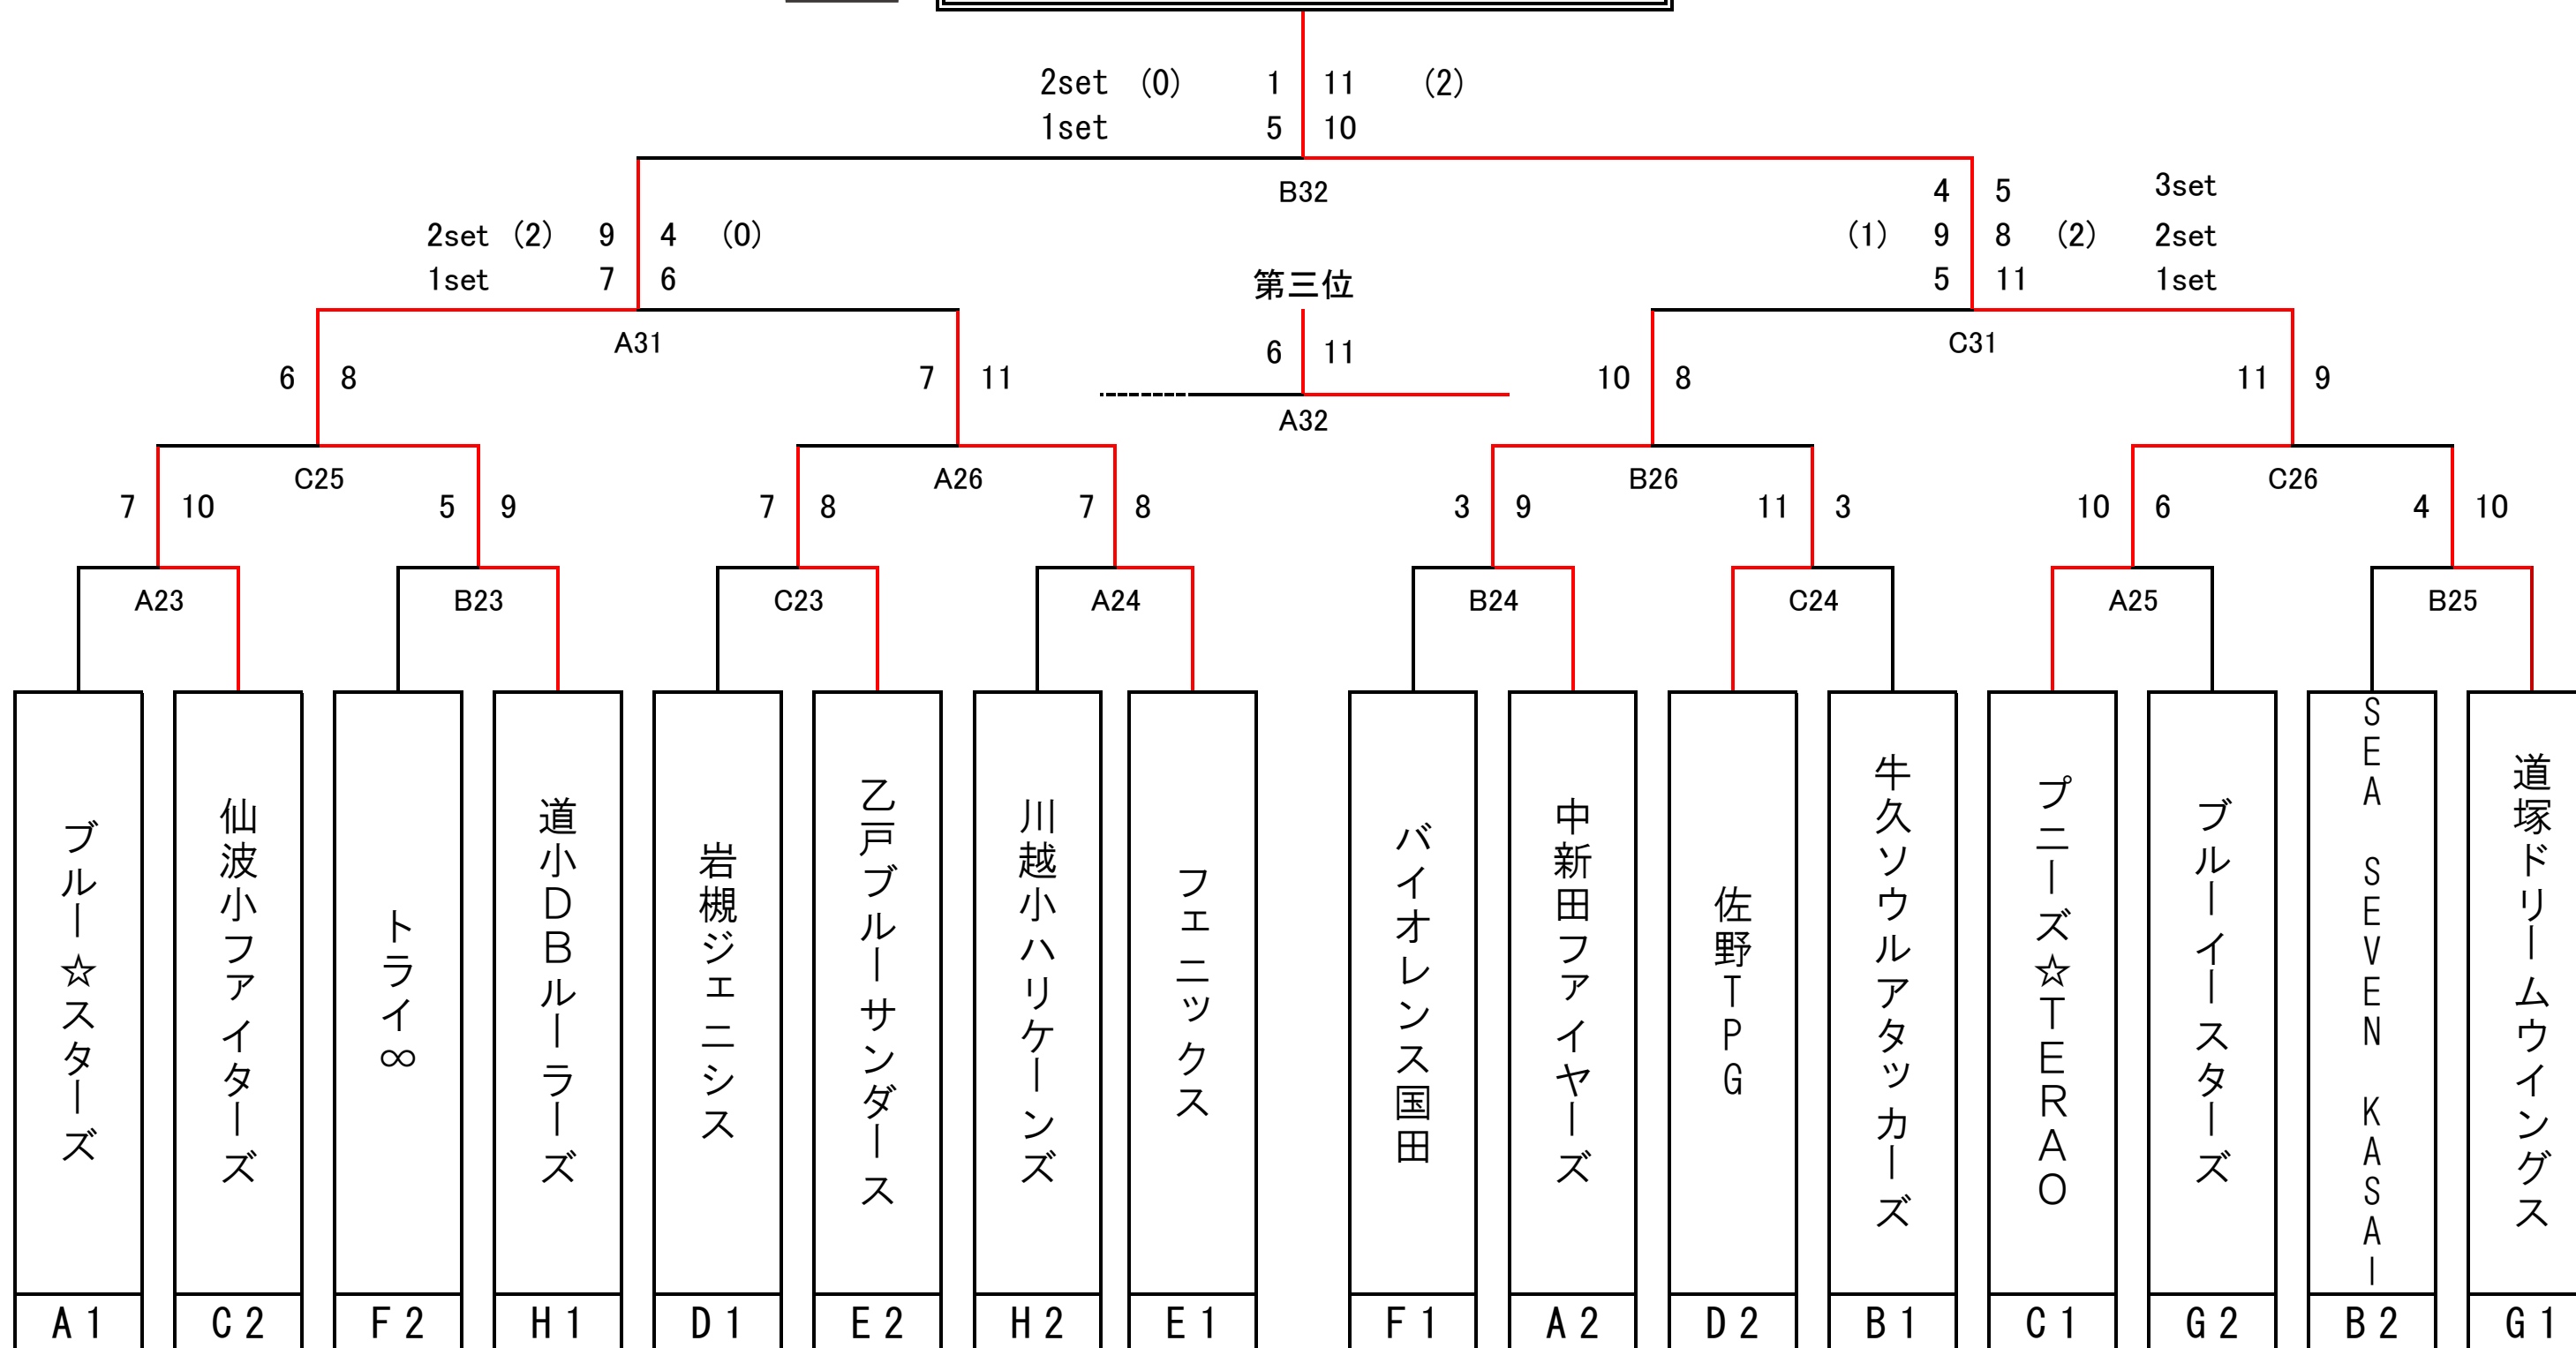 2set (0) 1 11 (2)
1set 5 10
B32
4 5 3set
2set (2) 9 4 (0)
(1) 9 8 (2) 2set
1set 7 6
第三位
5 11 1set
A31
C31
6 11
6 8
7 11
10 8
11 9
A32
C25
A26
B26
C26
7 10
5 9
7 8
7 8
3 9
11 3
10 6
4 10
A23
B23
C23
A24
B24
C24
A25
B25
ブルー☆スターズ
仙波小ファイターズ
トライ∞
道小DBルーラーズ
岩槻ジェニシス
乙戸ブルーサンダース
川越小ハリケーンズ
フェニックス
バイオレンス国田
中新田ファイヤーズ
佐野TPG
牛久ソウルアタッカーズ
プニーズ☆TERAO
ブルーイースターズ
SEA SEVEN KASAI
道塚ドリームウイングス
A1
C2
F2
H1
D1
E2
H2
E1
F1
A2
D2
B1
C1
G2
B2
G1